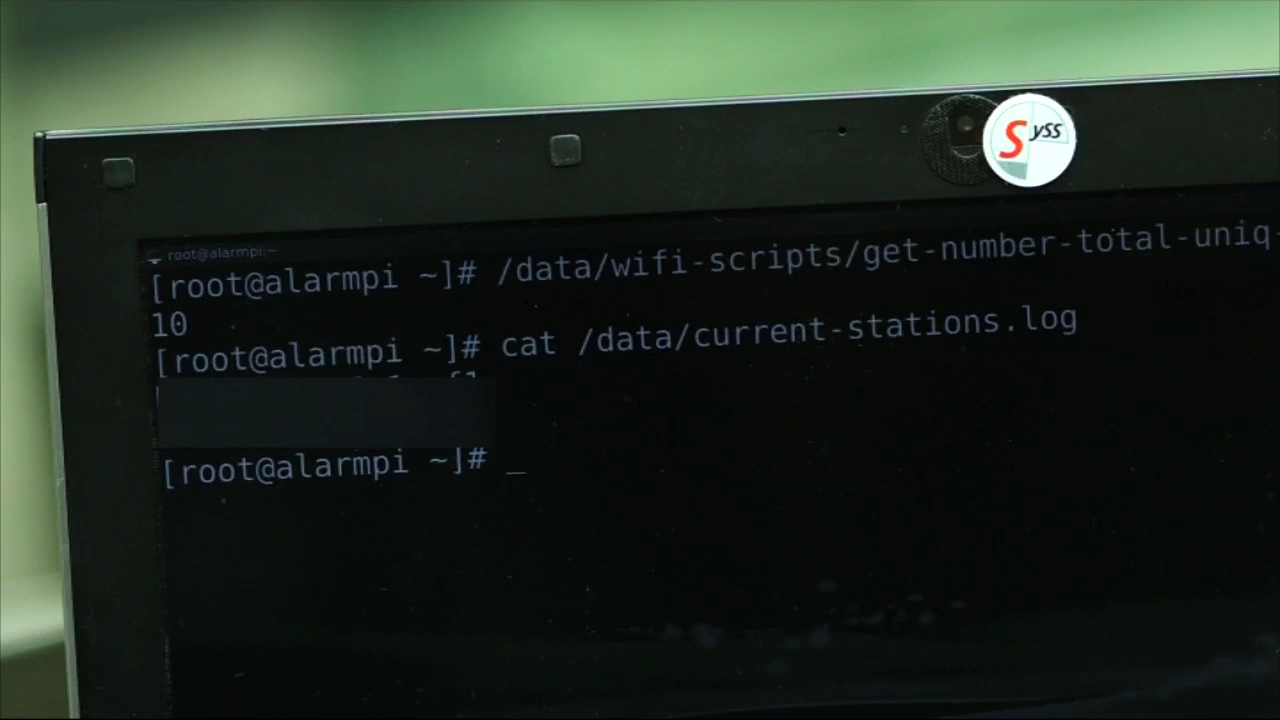 Syss
root@alarmpi:~
[root@alarmpi ~]# /data/wifi-scripts/get-number-total-uniq-
10
[root@alarmpi ~]# cat /data/current-stations.log
[root@alarmpi ~]# _